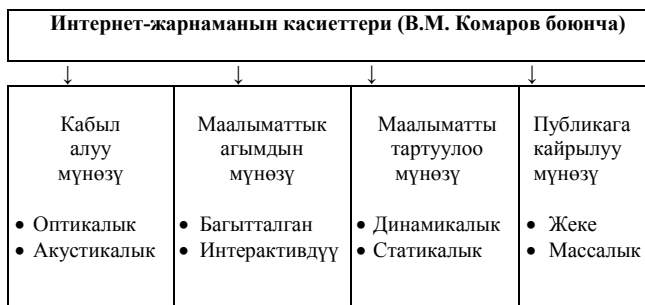 Интернет-жарнаманын касиеттери (В.М. Комаров боюнча)
↓ ↓ ↓ ↓
Кабыл
алуу
мүнөзү
• Оптикалык
• Акустикалык
Маалыматтык
агымдын
мүнөзү
• Багытталган
• Интерактивдүү
Маалыматты
тартуулоо
мүнөзү
• Динамикалык
• Статикалык
Публикага
кайрылуу
мүнөзү
• Жеке
• Массалык